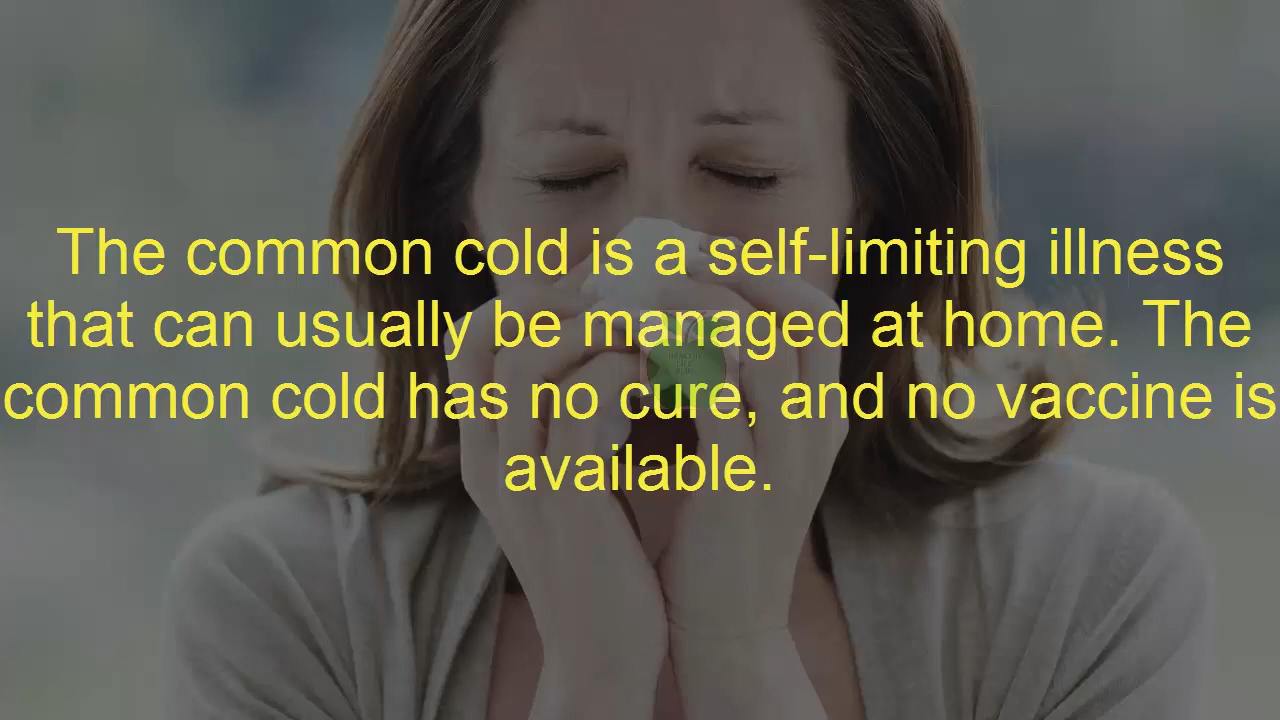 The common cold is a self-limiting illness
that can usually be managed at home. The
common cold has no cure, and no vaccine is
available.